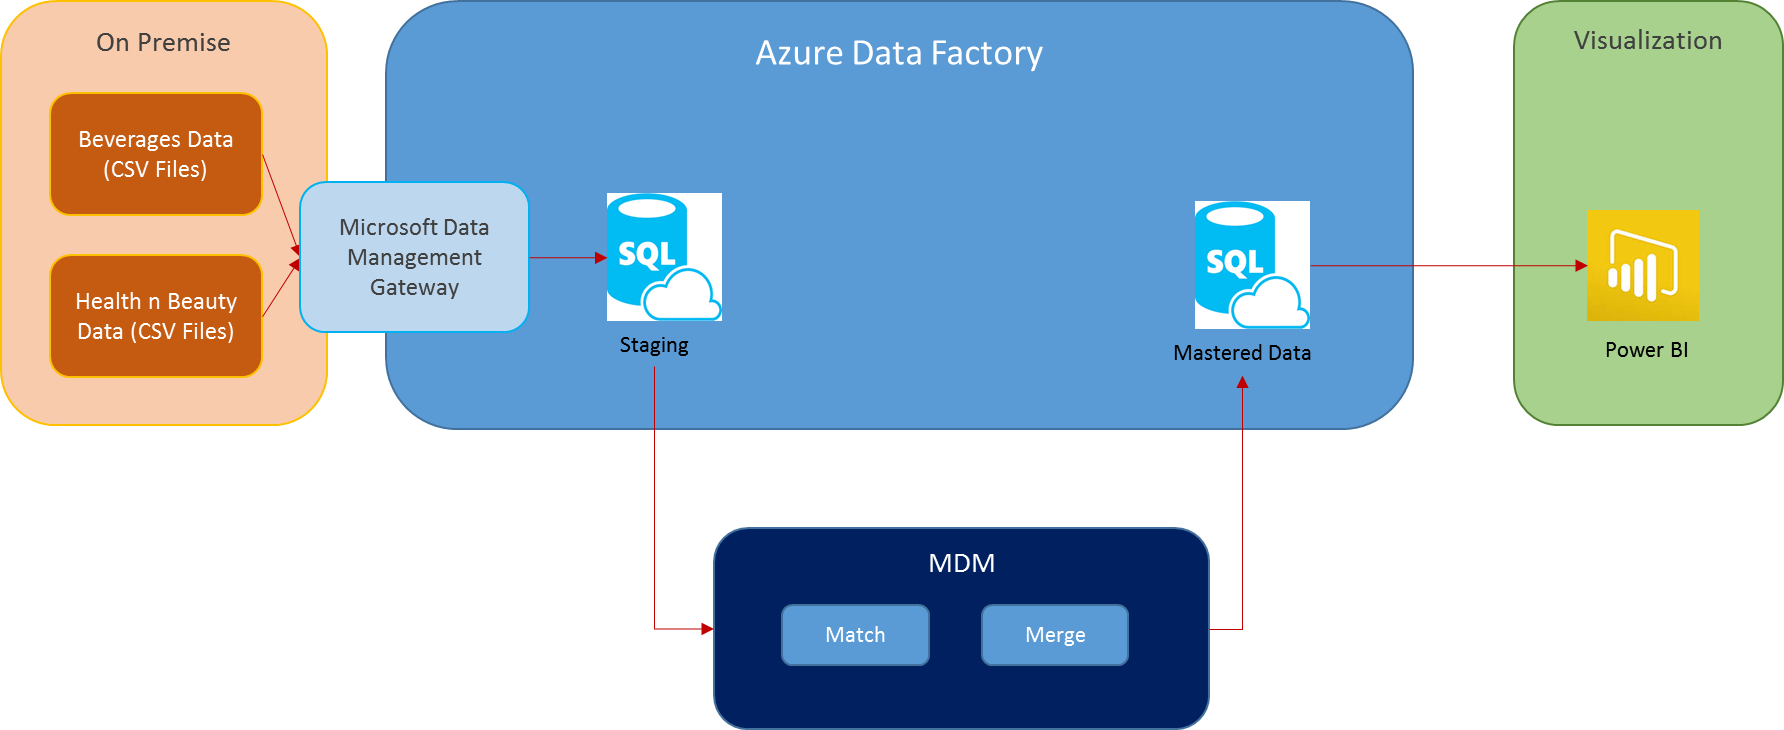 On Premise
Beverages Data
(CSV Files)
Health n Beauty
Data (CSV Files)
Microsoft Data
Management
Gateway
Azure Data Factory
SQL
Staging
SQL
Mastered Data
Visualization
Power BI
MDM
Match
Merge